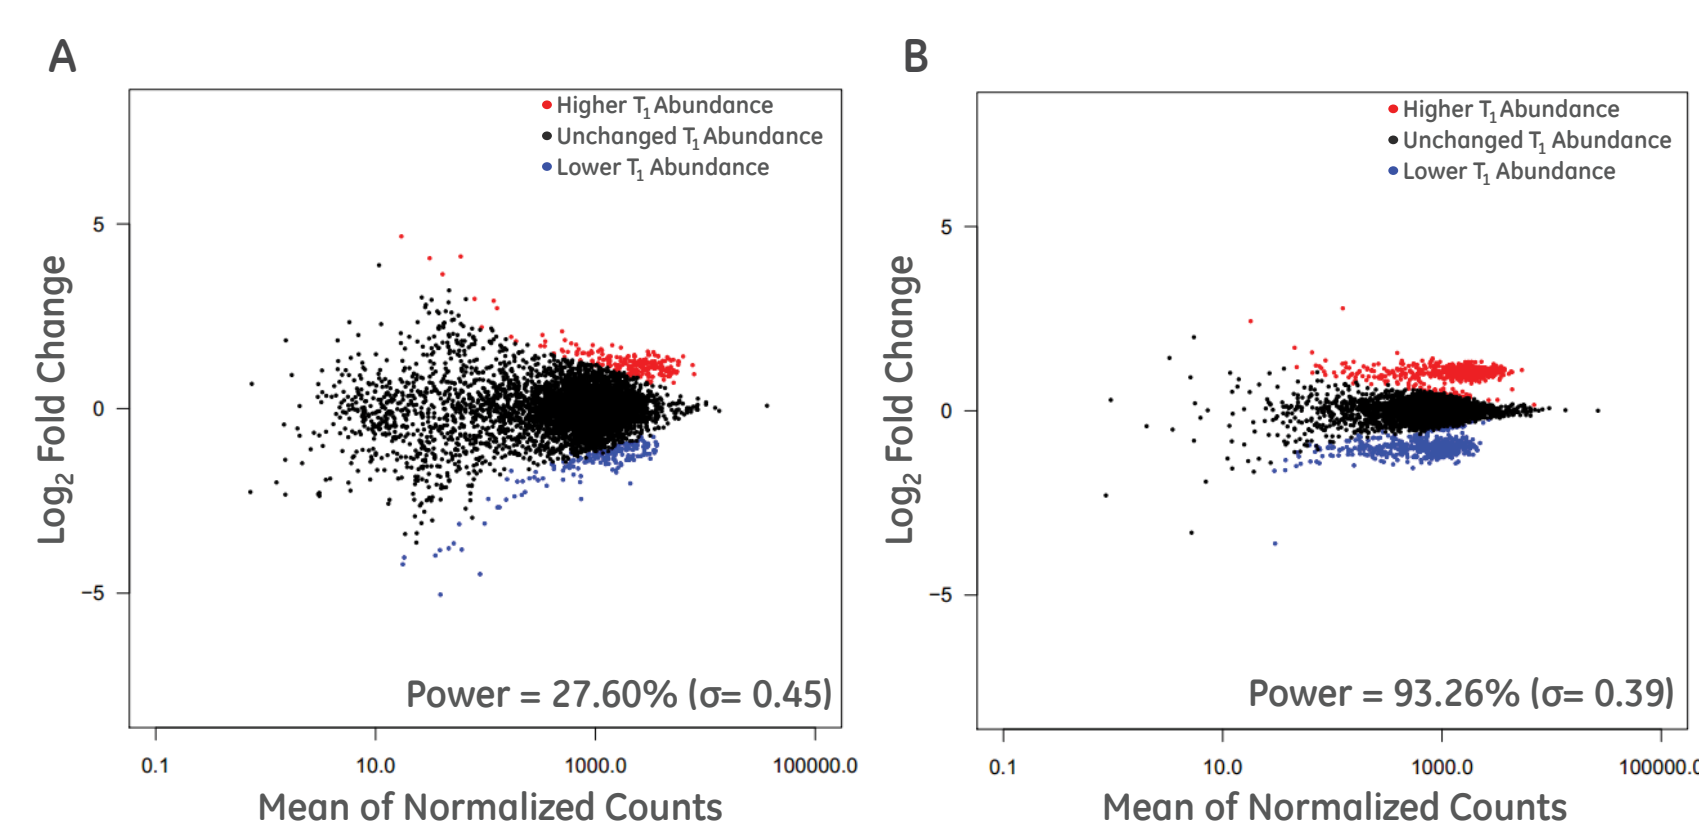 A
Higher T1 Abundance
Unchanged T1 Abundance
Lower T1 Abundance
5
0
−5
Log2 Fold Change
Power = 27.60% (σ= 0.45)
0.1
10.0
1000.0
100000.0
Mean of Normalized Counts
B
Higher T1 Abundance
Unchanged T1 Abundance
Lower T1 Abundance
5
0
−5
Log2 Fold Change
Power = 93.26% (σ= 0.39)
0.1
10.0
1000.0
100000.0
Mean of Normalized Counts